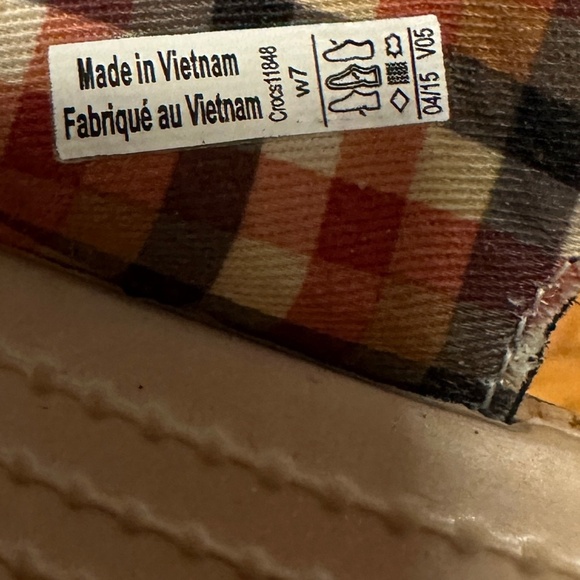 Made in Vietnam
Fabriqué au Vietnam
Crocs11848
W7
04/15 V05